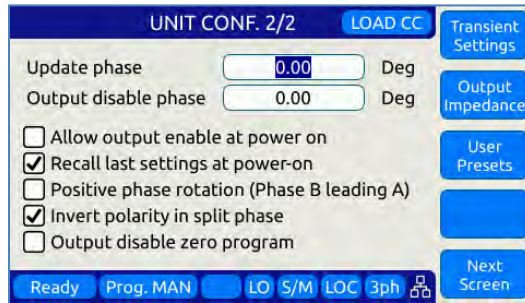 UNIT CONF. 2/2
LOAD CC
Transient
Settings
Update phase 0.00 Deg
Output disable phase 0.00 Deg
Output
Impedance
Allow output enable at power on
Recall last settings at power-on
Positive phase rotation (Phase B leading A)
Invert polarity in split phase
Output disable zero program
User
Presets
Next
Screen
Ready Prog. MAN LO S/M LOC 3ph